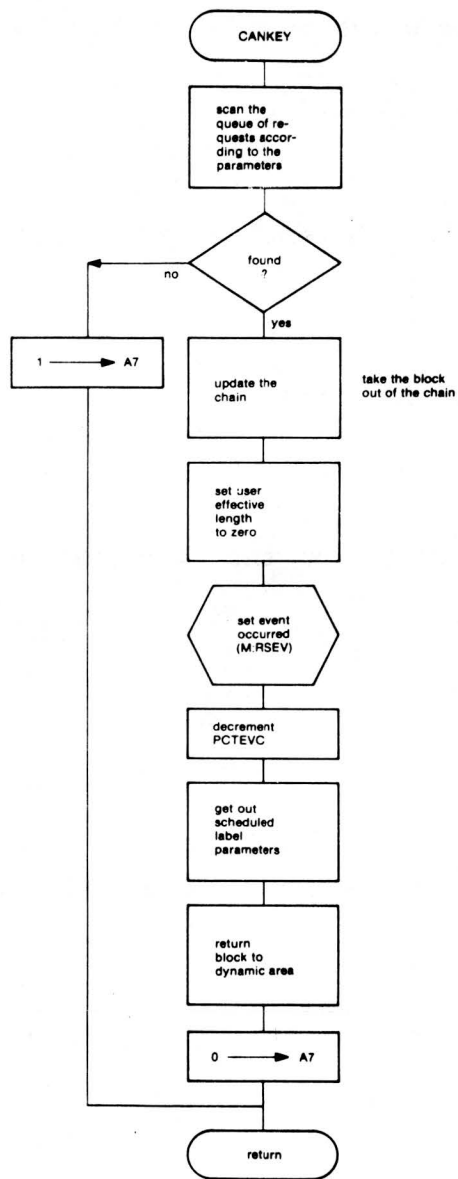 CANKEY
scan the
queue of re-
quests accor-
ding to the
parameters
found
?
no
yes
1 → A7
update the
chain
take the block
out of the chain
set user
effective
length
to zero
set event
occurred
(M:RSEV)
decrement
PCTEVC
get out
scheduled
label
parameters
return
block to
dynamic area
0 → A7
return